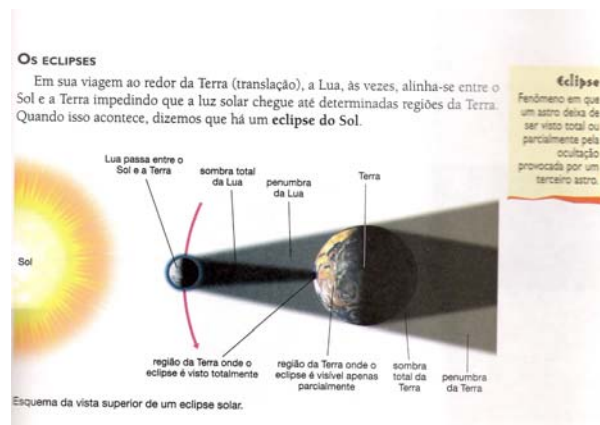 OS ECLIPSES
Em sua viagem ao redor da Terra (translação), a Lua, às vezes, alinha-se entre o
Sol e a Terra impedindo que a luz solar chegue até determinadas regiões da Terra.
Quando isso acontece, dizemos que há um eclipse do Sol.
Eclipse
Fenômeno em que
um astro deixa de
ser visto total ou
parcialmente pela
ocultação
provocada por um
terceiro astro.
Lua passa entre o
Sol e a Terra
sombra total
da Lua
penumbra
da Lua
Terra
Sol
região da Terra onde o
eclipse é visto totalmente
região da Terra onde o
eclipse é visível apenas
parcialmente
sombra
total da
Terra
penumbra
da Terra
Esquema da vista superior de um eclipse solar.